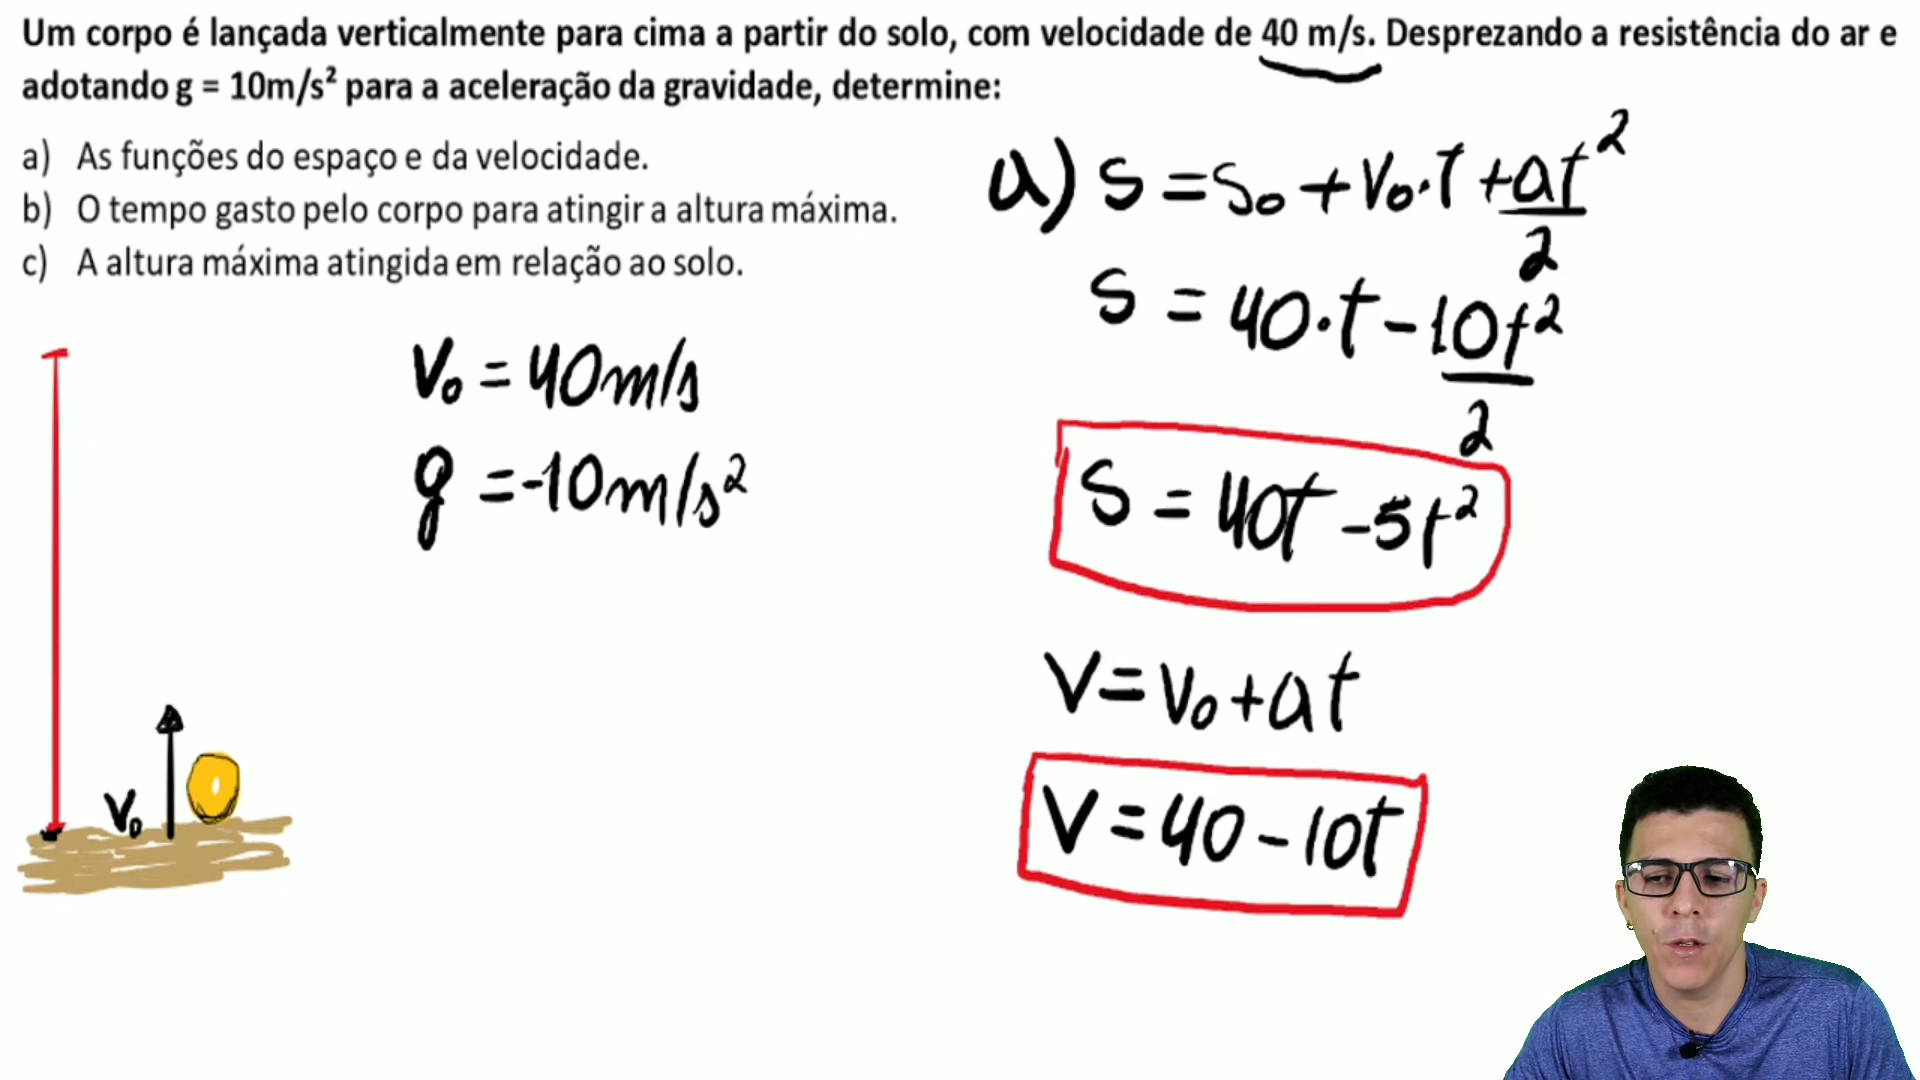 Um corpo é lançada verticalmente para cima a partir do solo, com velocidade de 40 m/s. Desprezando a resistência do ar e
adotando g = 10m/s² para a aceleração da gravidade, determine:
a) As funções do espaço e da velocidade.
b) O tempo gasto pelo corpo para atingir a altura máxima.
c) A altura máxima atingida em relação ao solo.
V₀ = 40m/s
g = -10m/s²
V₀
a) S = S₀ + V₀·t + at²/2
S = 40·t - 10t²/2
S = 40t - 5t²
V = V₀ + at
V = 40 - 10t